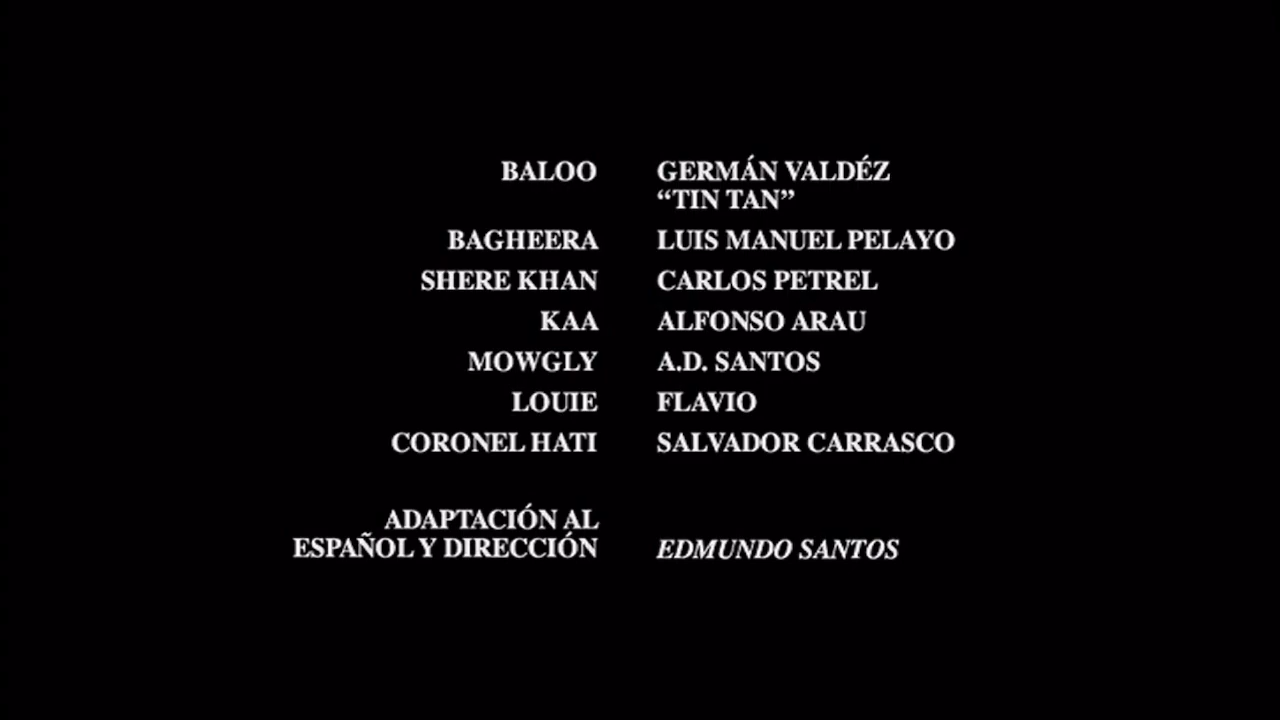 BALOO GERMÁN VALDÉZ
“TIN TAN”
BAGHEERA LUIS MANUEL PELAYO
SHERE KHAN CARLOS PETREL
KAA ALFONSO ARAU
MOWGLY A.D. SANTOS
LOUIE FLAVIO
CORONEL HATI SALVADOR CARRASCO
ADAPTACIÓN AL
ESPAÑOL Y DIRECCIÓN EDMUNDO SANTOS